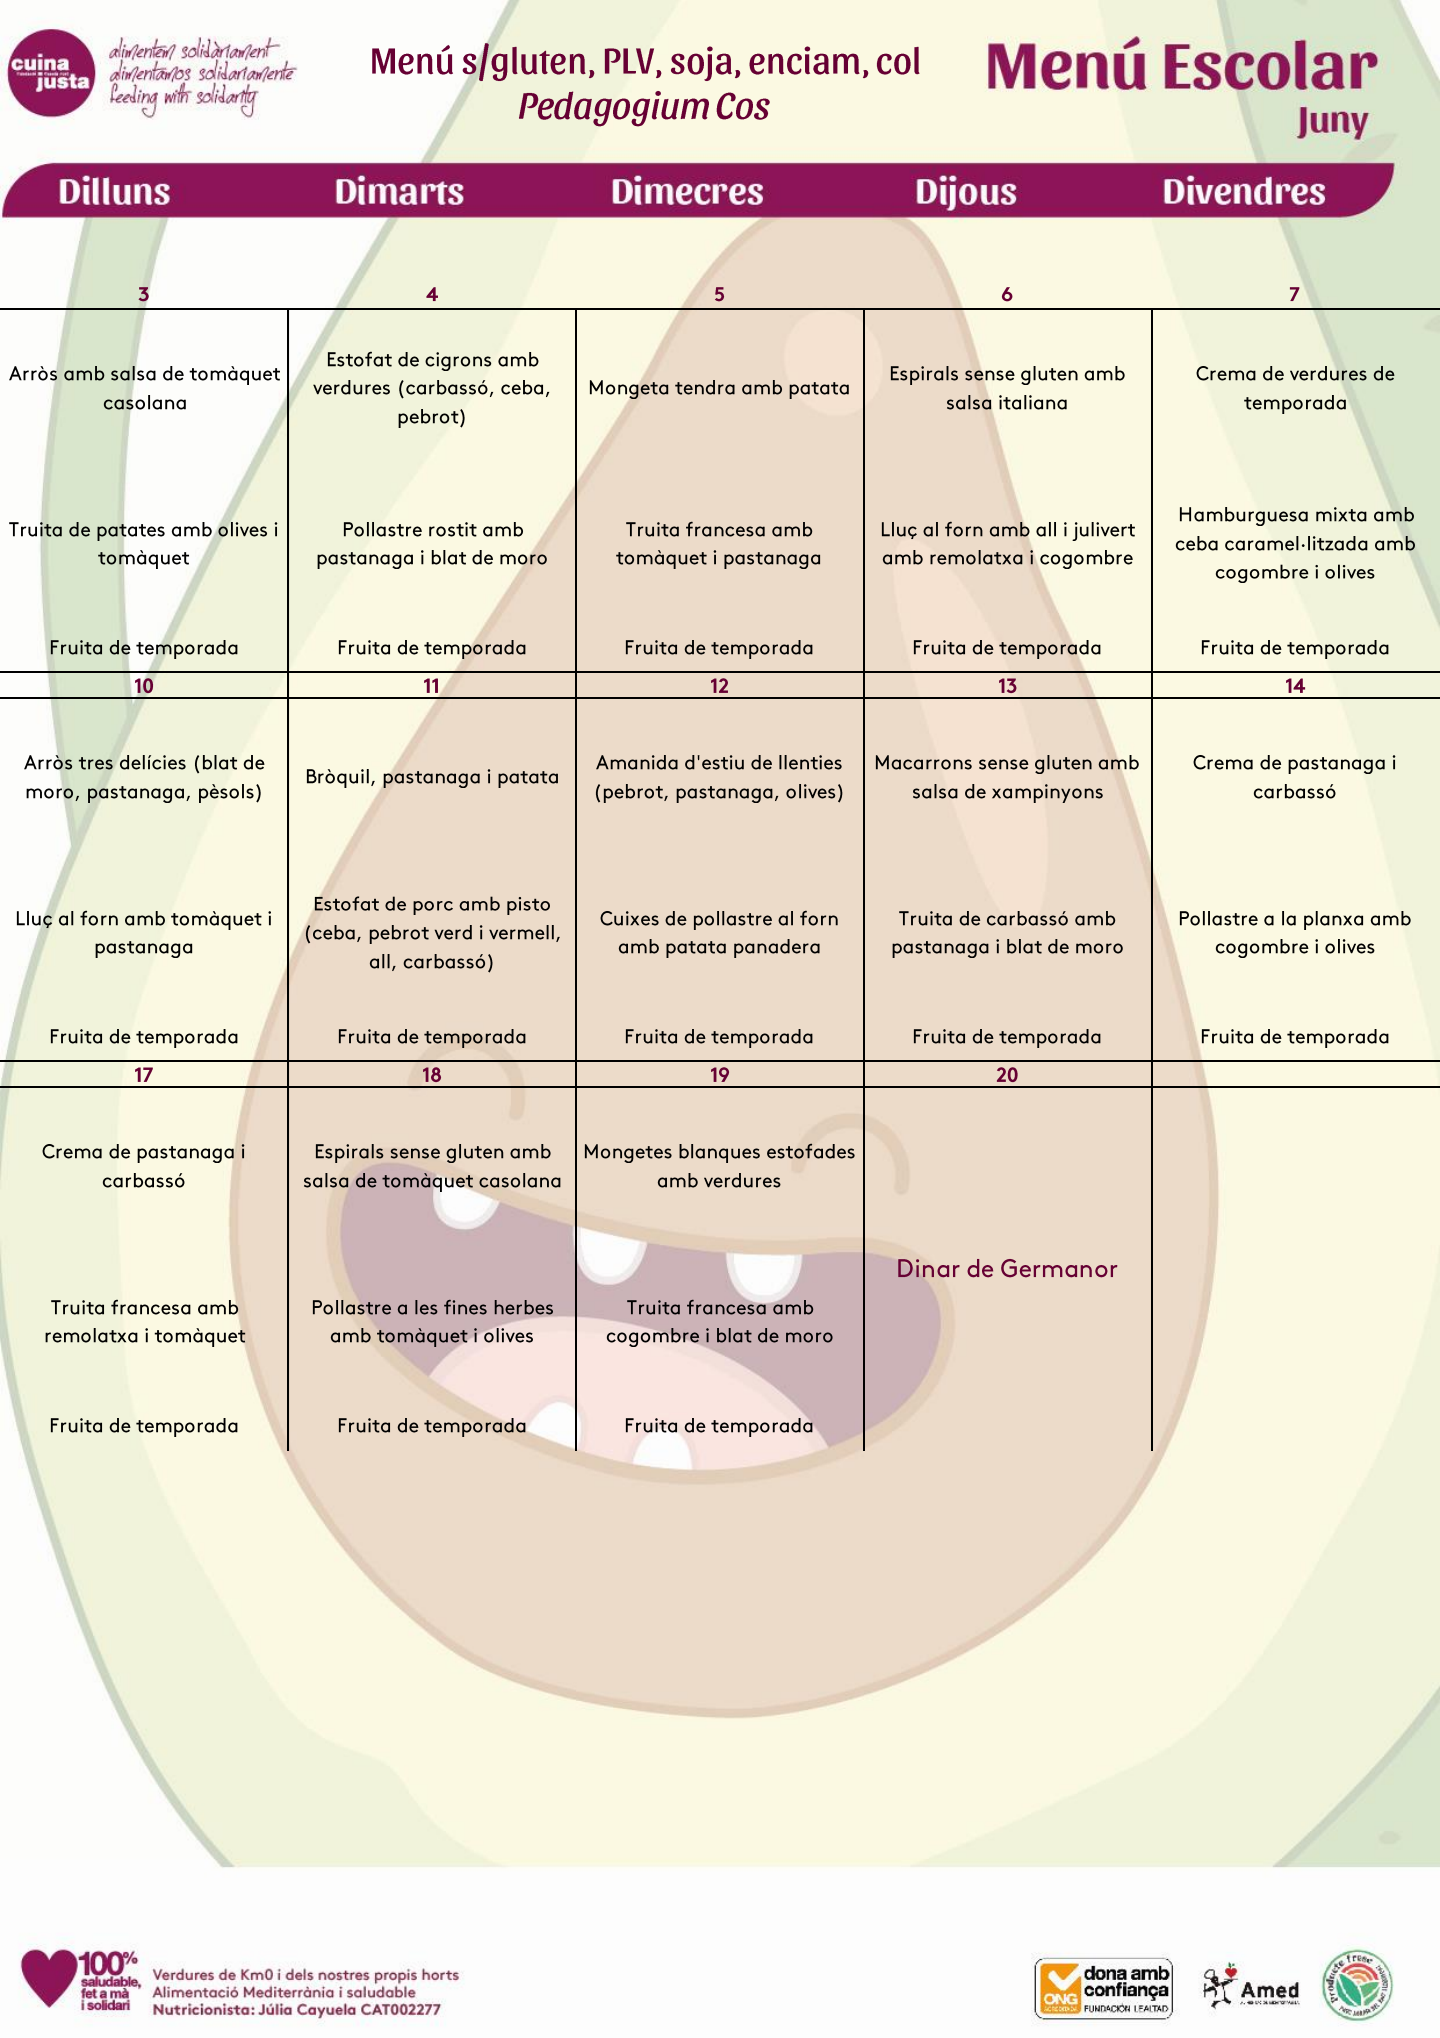 cuina
justa
alimentem solidàriament
alimentamos solidariamente
feeding with solidarity
Menú s/gluten, PLV, soja, enciam, col
Pedagogium Cos
Menú Escolar
Juny
Dilluns
Dimarts
Dimecres
Dijous
Divendres
3
4
5
6
7
Arròs amb salsa de tomàquet
casolana
Estofat de cigrons amb
verdures (carbassó, ceba,
pebrot)
Mongeta tendra amb patata
Espirals sense gluten amb
salsa italiana
Crema de verdures de
temporada
Truita de patates amb olives i
tomàquet
Pollastre rostit amb
pastanaga i blat de moro
Truita francesa amb
tomàquet i pastanaga
Lluç al forn amb all i julivert
amb remolatxa i cogombre
Hamburguesa mixta amb
ceba caramel·litzada amb
cogombre i olives
Fruita de temporada
Fruita de temporada
Fruita de temporada
Fruita de temporada
Fruita de temporada
10
11
12
13
14
Arròs tres delícies (blat de
moro, pastanaga, pèsols)
Bròquil, pastanaga i patata
Amanida d'estiu de llenties
(pebrot, pastanaga, olives)
Macarrons sense gluten amb
salsa de xampinyons
Crema de pastanaga i
carbassó
Lluç al forn amb tomàquet i
pastanaga
Estofat de porc amb pisto
(ceba, pebrot verd i vermell,
all, carbassó)
Cuixes de pollastre al forn
amb patata panadera
Truita de carbassó amb
pastanaga i blat de moro
Pollastre a la planxa amb
cogombre i olives
Fruita de temporada
Fruita de temporada
Fruita de temporada
Fruita de temporada
Fruita de temporada
17
18
19
20
Crema de pastanaga i
carbassó
Espirals sense gluten amb
salsa de tomàquet casolana
Mongetes blanques estofades
amb verdures
Dinar de Germanor
Truita francesa amb
remolatxa i tomàquet
Pollastre a les fines herbes
amb tomàquet i olives
Truita francesa amb
cogombre i blat de moro
Fruita de temporada
Fruita de temporada
Fruita de temporada
100%
saludable,
fet a mà
i solidari
Verdures de Km0 i dels nostres propis horts
Alimentació Mediterrània i saludable
Nutricionista: Júlia Cayuela CAT002277
dona amb
confiança
ONG
ACREDITADA
FUNDACIÓN LEALTAD
Amed
Producte fresc